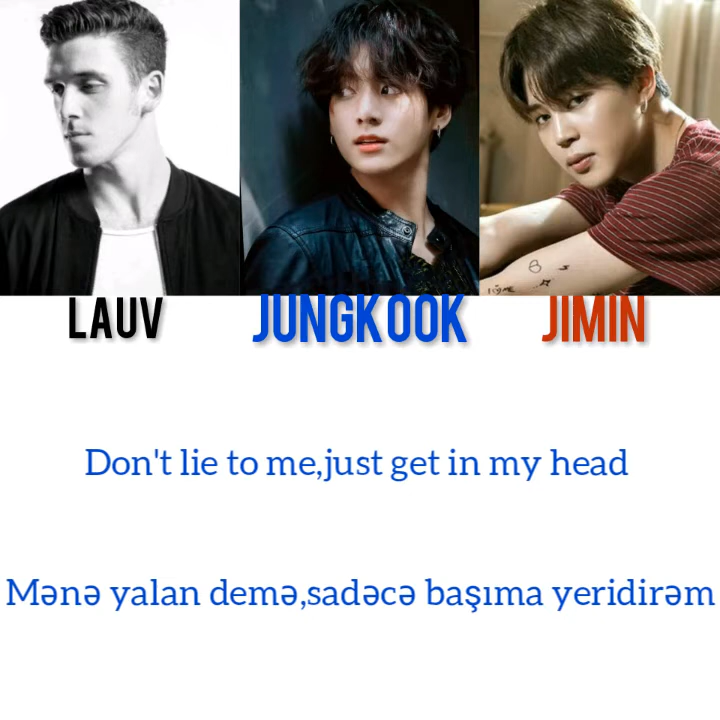 LAUV JUNGKOOK JIMIN
Don't lie to me,just get in my head
Mənə yalan demə,sadəcə başıma yeridirəm